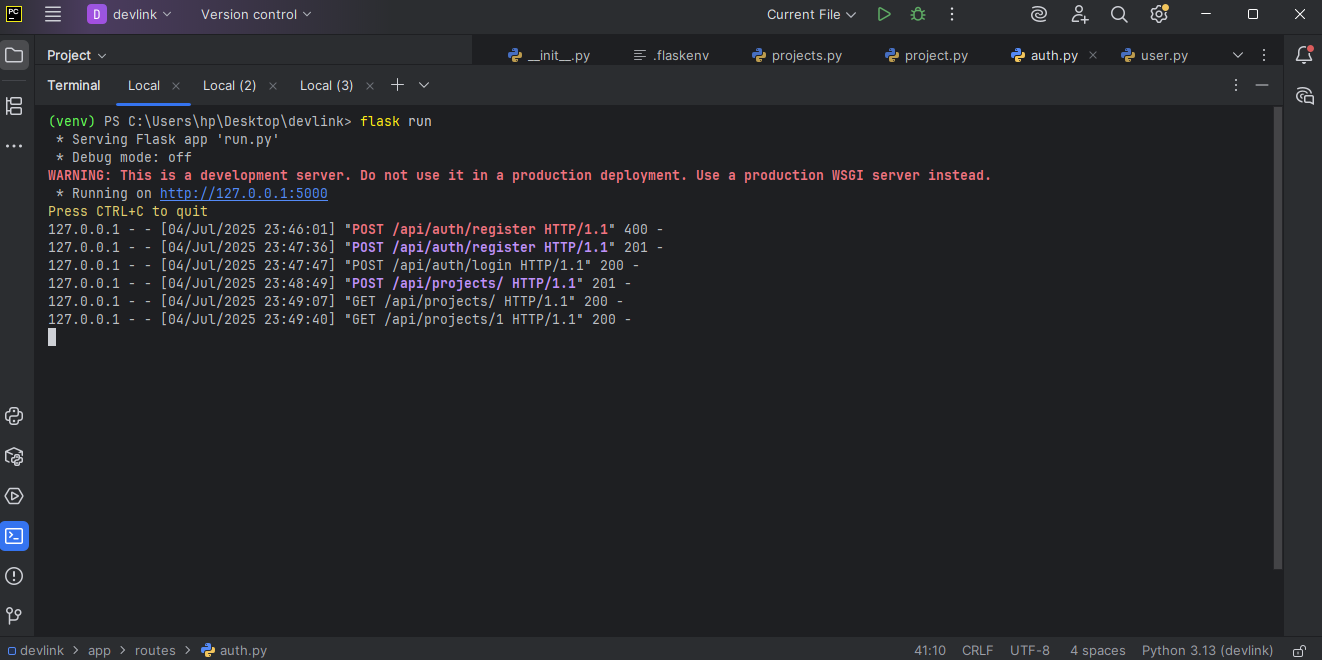 PC
D devlink Version control Current File
Project
__init__.py .flaskenv projects.py project.py auth.py user.py
Terminal Local Local (2) Local (3)
(venv) PS C:\Users\hp\Desktop\devlink> flask run
* Serving Flask app 'run.py'
* Debug mode: off
WARNING: This is a development server. Do not use it in a production deployment. Use a production WSGI server instead.
* Running on http://127.0.0.1:5000
Press CTRL+C to quit
127.0.0.1 - - [04/Jul/2025 23:46:01] "POST /api/auth/register HTTP/1.1" 400 -
127.0.0.1 - - [04/Jul/2025 23:47:36] "POST /api/auth/register HTTP/1.1" 201 -
127.0.0.1 - - [04/Jul/2025 23:47:47] "POST /api/auth/login HTTP/1.1" 200 -
127.0.0.1 - - [04/Jul/2025 23:48:49] "POST /api/projects/ HTTP/1.1" 201 -
127.0.0.1 - - [04/Jul/2025 23:49:07] "GET /api/projects/ HTTP/1.1" 200 -
127.0.0.1 - - [04/Jul/2025 23:49:40] "GET /api/projects/1 HTTP/1.1" 200 -
devlink > app > routes > auth.py 41:10 CRLF UTF-8 4 spaces Python 3.13 (devlink)